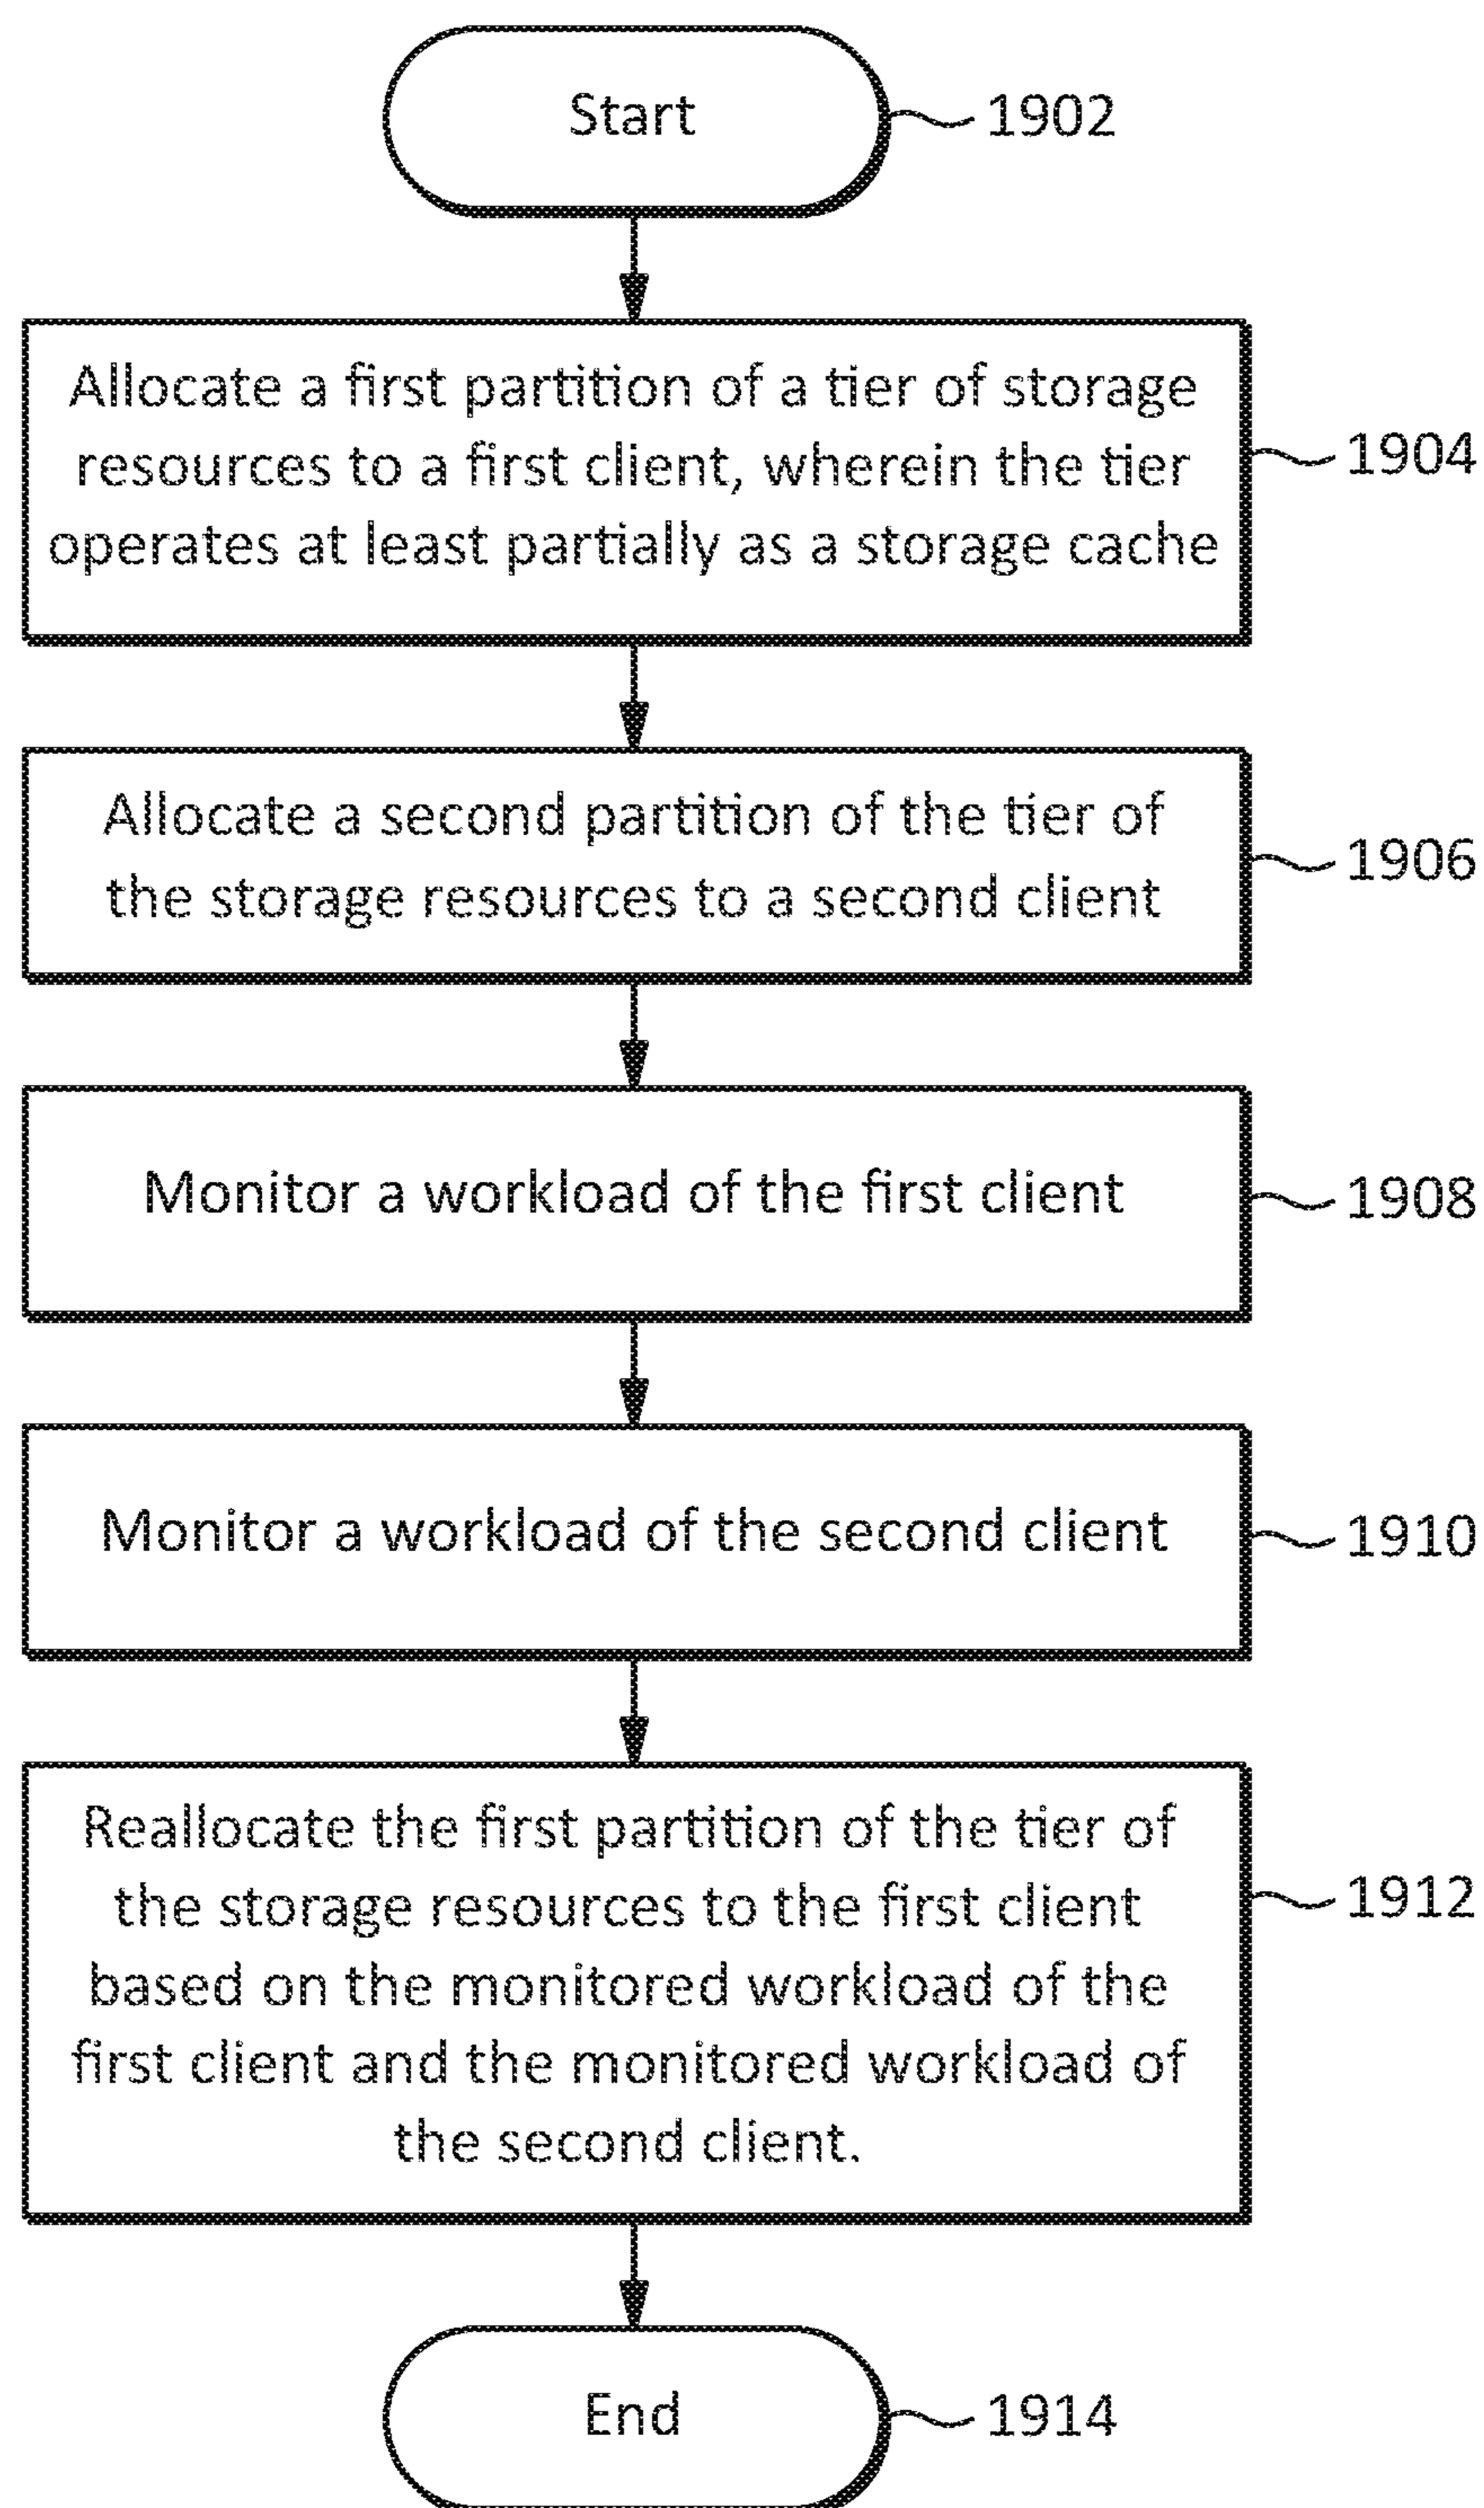 Start
1902
Allocate a first partition of a tier of storage
resources to a first client, wherein the tier
operates at least partially as a storage cache
1904
Allocate a second partition of the tier of
the storage resources to a second client
1906
Monitor a workload of the first client
1908
Monitor a workload of the second client
1910
Reallocate the first partition of the tier of
the storage resources to the first client
based on the monitored workload of the
first client and the monitored workload of
the second client.
1912
End
1914